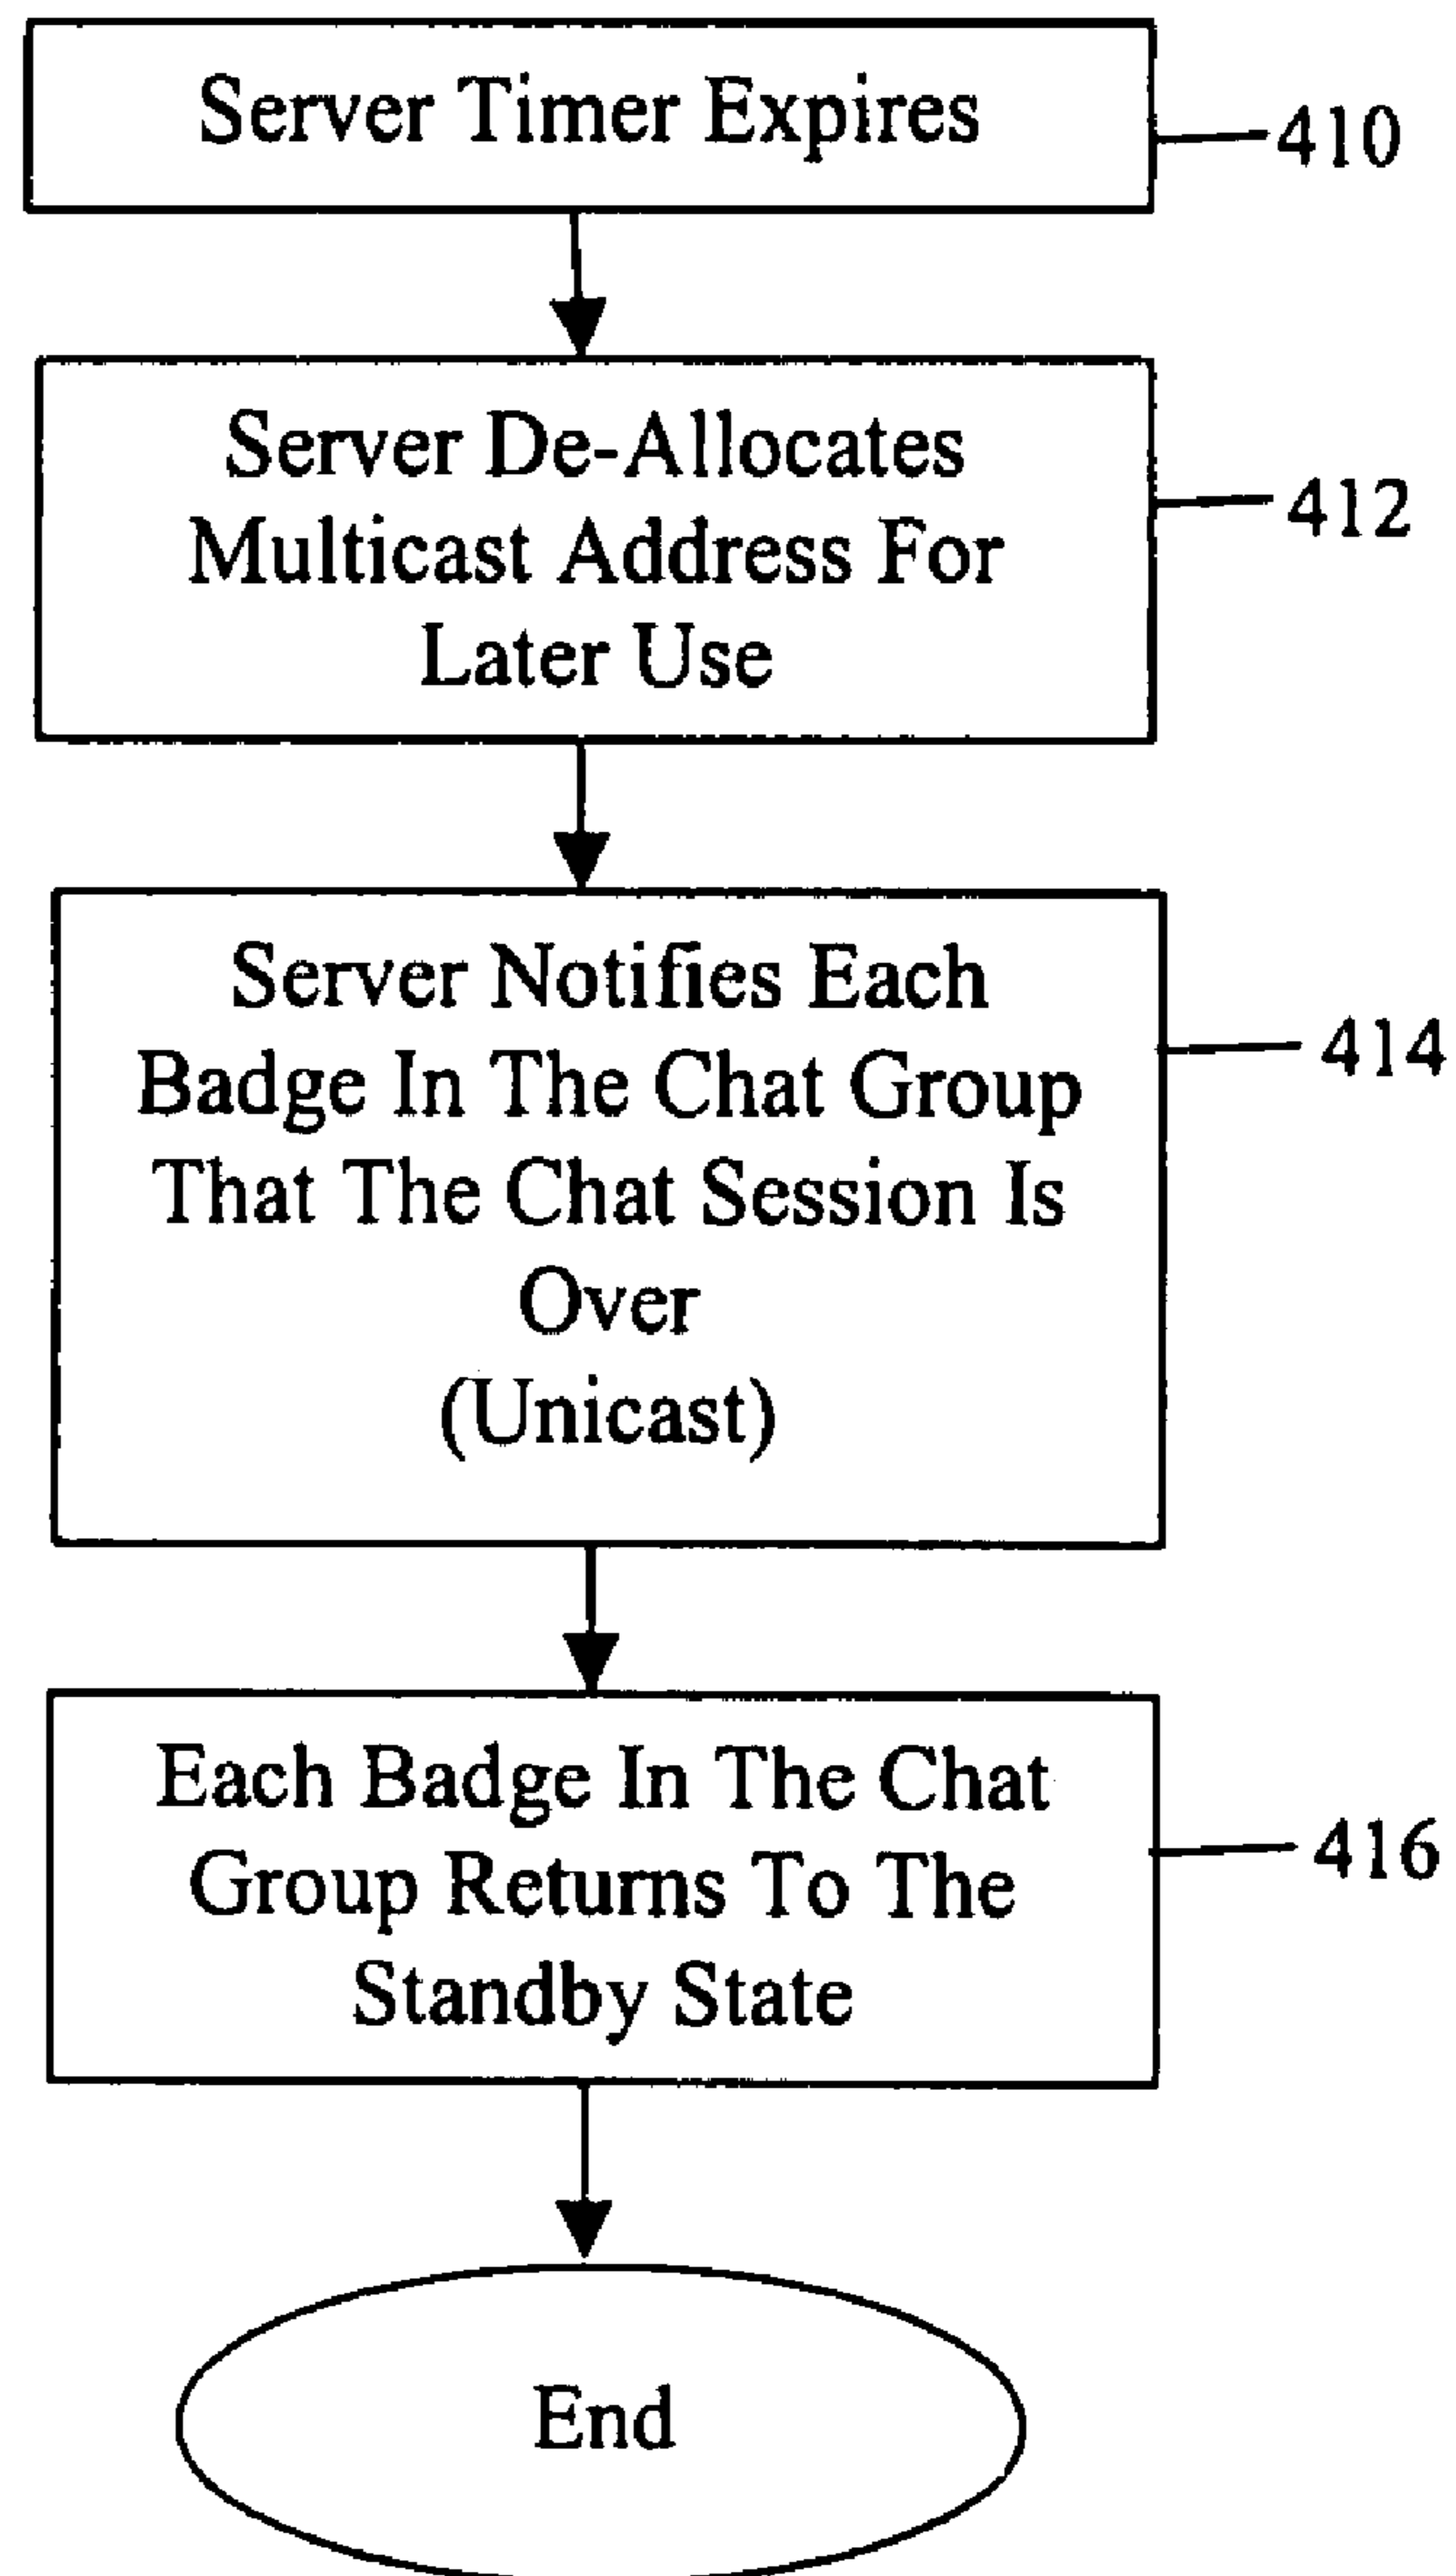 Server Timer Expires
410
Server De-Allocates
Multicast Address For
Later Use
412
Server Notifies Each
Badge In The Chat Group
That The Chat Session Is
Over
(Unicast)
414
Each Badge In The Chat
Group Returns To The
Standby State
416
End